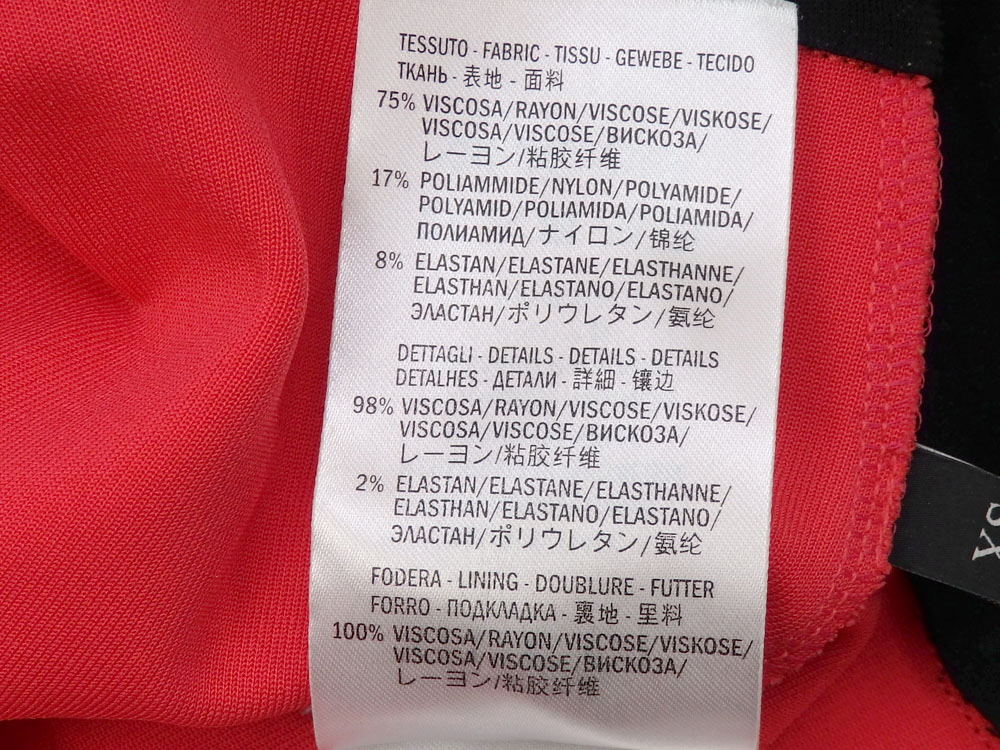 TESSUTO - FABRIC - TISSU - GEWEBE - TECIDO
ТКАНЬ - 表地 - 面料
75% VISCOSA/RAYON/VISCOSE/VISKOSE/
VISCOSA/VISCOSE/ВИСКОЗА/
レーヨン/粘胶纤维
17% POLIAMMIDE/NYLON/POLYAMIDE/
POLYAMID/POLIAMIDA/POLIAMIDA/
ПОЛИАМИД/ナイロン/锦纶
8% ELASTAN/ELASTANE/ELASTHANNE/
ELASTHAN/ELASTANO/ELASTANO/
ЭЛАСТАН/ポリウレタン/氨纶
DETTAGLI - DETAILS - DETAILS - DETAILS
DETALHES - ДЕТАЛИ - 詳細 - 镶边
98% VISCOSA/RAYON/VISCOSE/VISKOSE/
VISCOSA/VISCOSE/ВИСКОЗА/
レーヨン/粘胶纤维
2% ELASTAN/ELASTANE/ELASTHANNE/
ELASTHAN/ELASTANO/ELASTANO/
ЭЛАСТАН/ポリウレタン/氨纶
FODERA - LINING - DOUBLURE - FUTTER
FORRO - ПОДКЛАДКА - 裏地 - 里料
100% VISCOSA/RAYON/VISCOSE/VISKOSE/
VISCOSA/VISCOSE/ВИСКОЗА/
レーヨン/粘胶纤维
XS